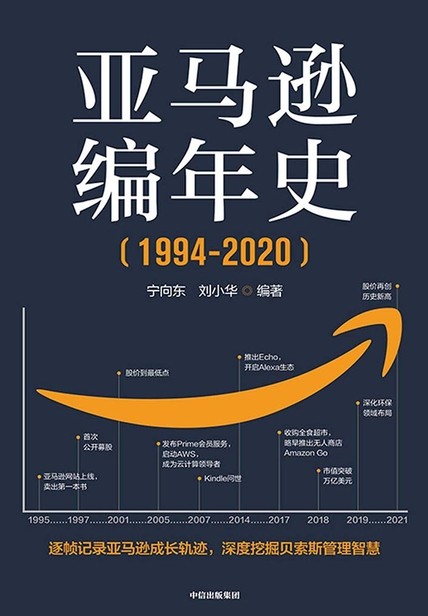 亚马逊
编年史
(1994-2020)
宁向东 刘小华 编著
股价再创
历史新高
推出Echo,
开启Alexa生态
股价到最低点
深化环保
领域布局
首次
公开募股
发布Prime会员服务,
启动AWS,
成为云计算领导者
收购全食超市,
略早推出无人商店
Amazon Go
亚马逊网站上线,
卖出第一本书
Kindle问世
市值突破
万亿美元
1995......1997......2001......2005......2007......2014......2017 2018 2019......2021
逐帧记录亚马逊成长轨迹,深度挖掘贝索斯管理智慧
中信出版集团